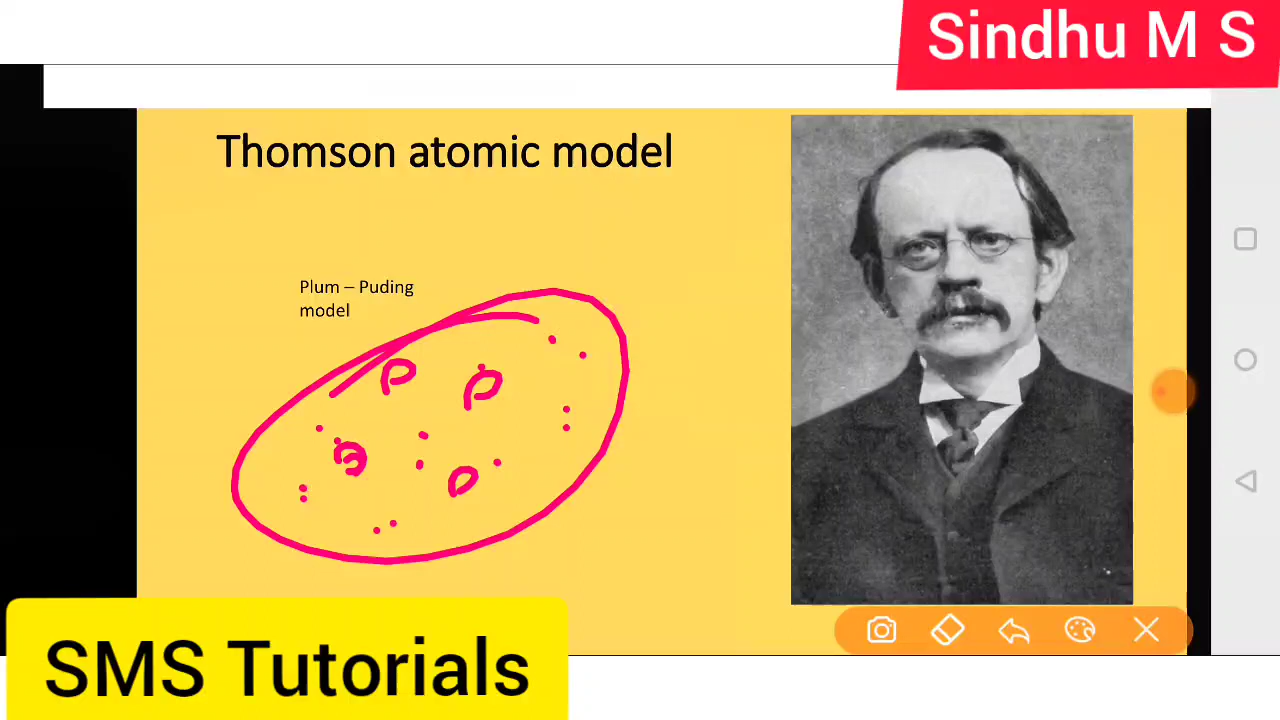 Sindhu M S
Thomson atomic model
Plum – Puding
model
SMS Tutorials